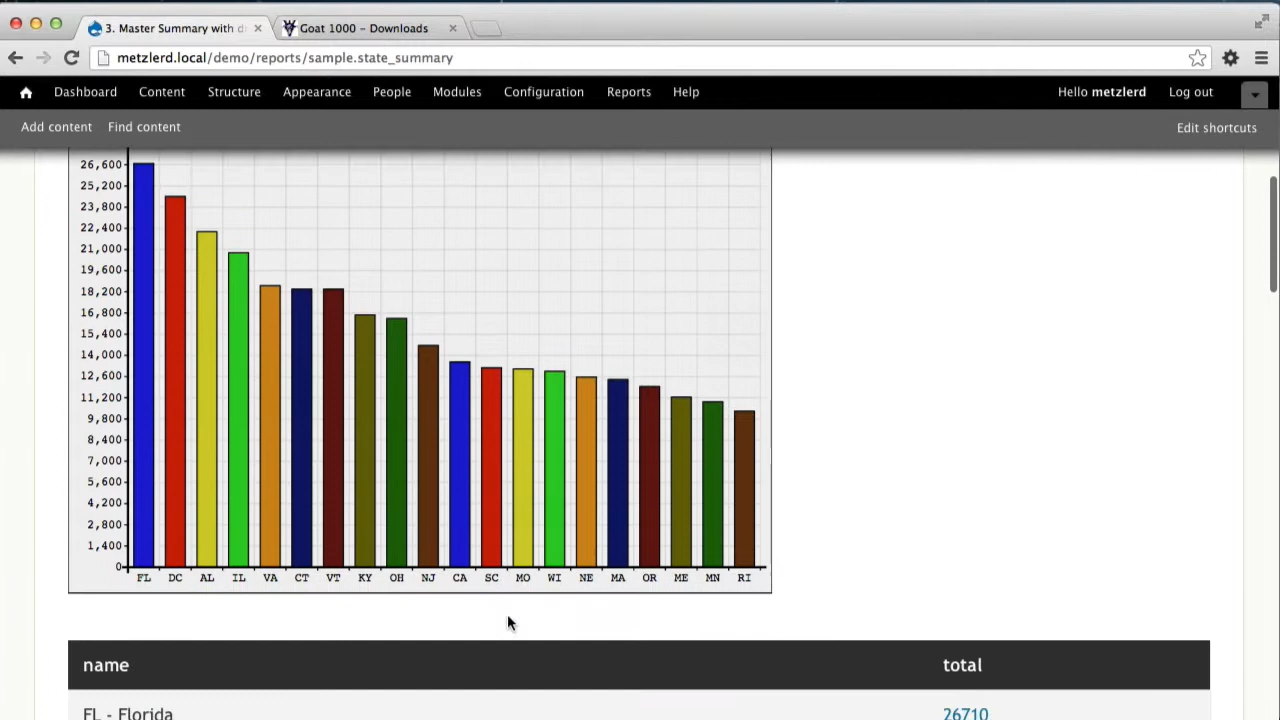 3. Master Summary with d
Goat 1000 – Downloads
metzlerd.local/demo/reports/sample.state_summary
Dashboard Content Structure Appearance People Modules Configuration Reports Help Hello metzlerd Log out
Add content Find content Edit shortcuts
26,600
25,200
23,800
22,400
21,000
19,600
18,200
16,800
15,400
14,000
12,600
11,200
9,800
8,400
7,000
5,600
4,200
2,800
1,400
0
FL DC AL IL VA CT VT KY OH NJ CA SC MO WI NE MA OR ME MN RI
name total
FL - Florida 26710